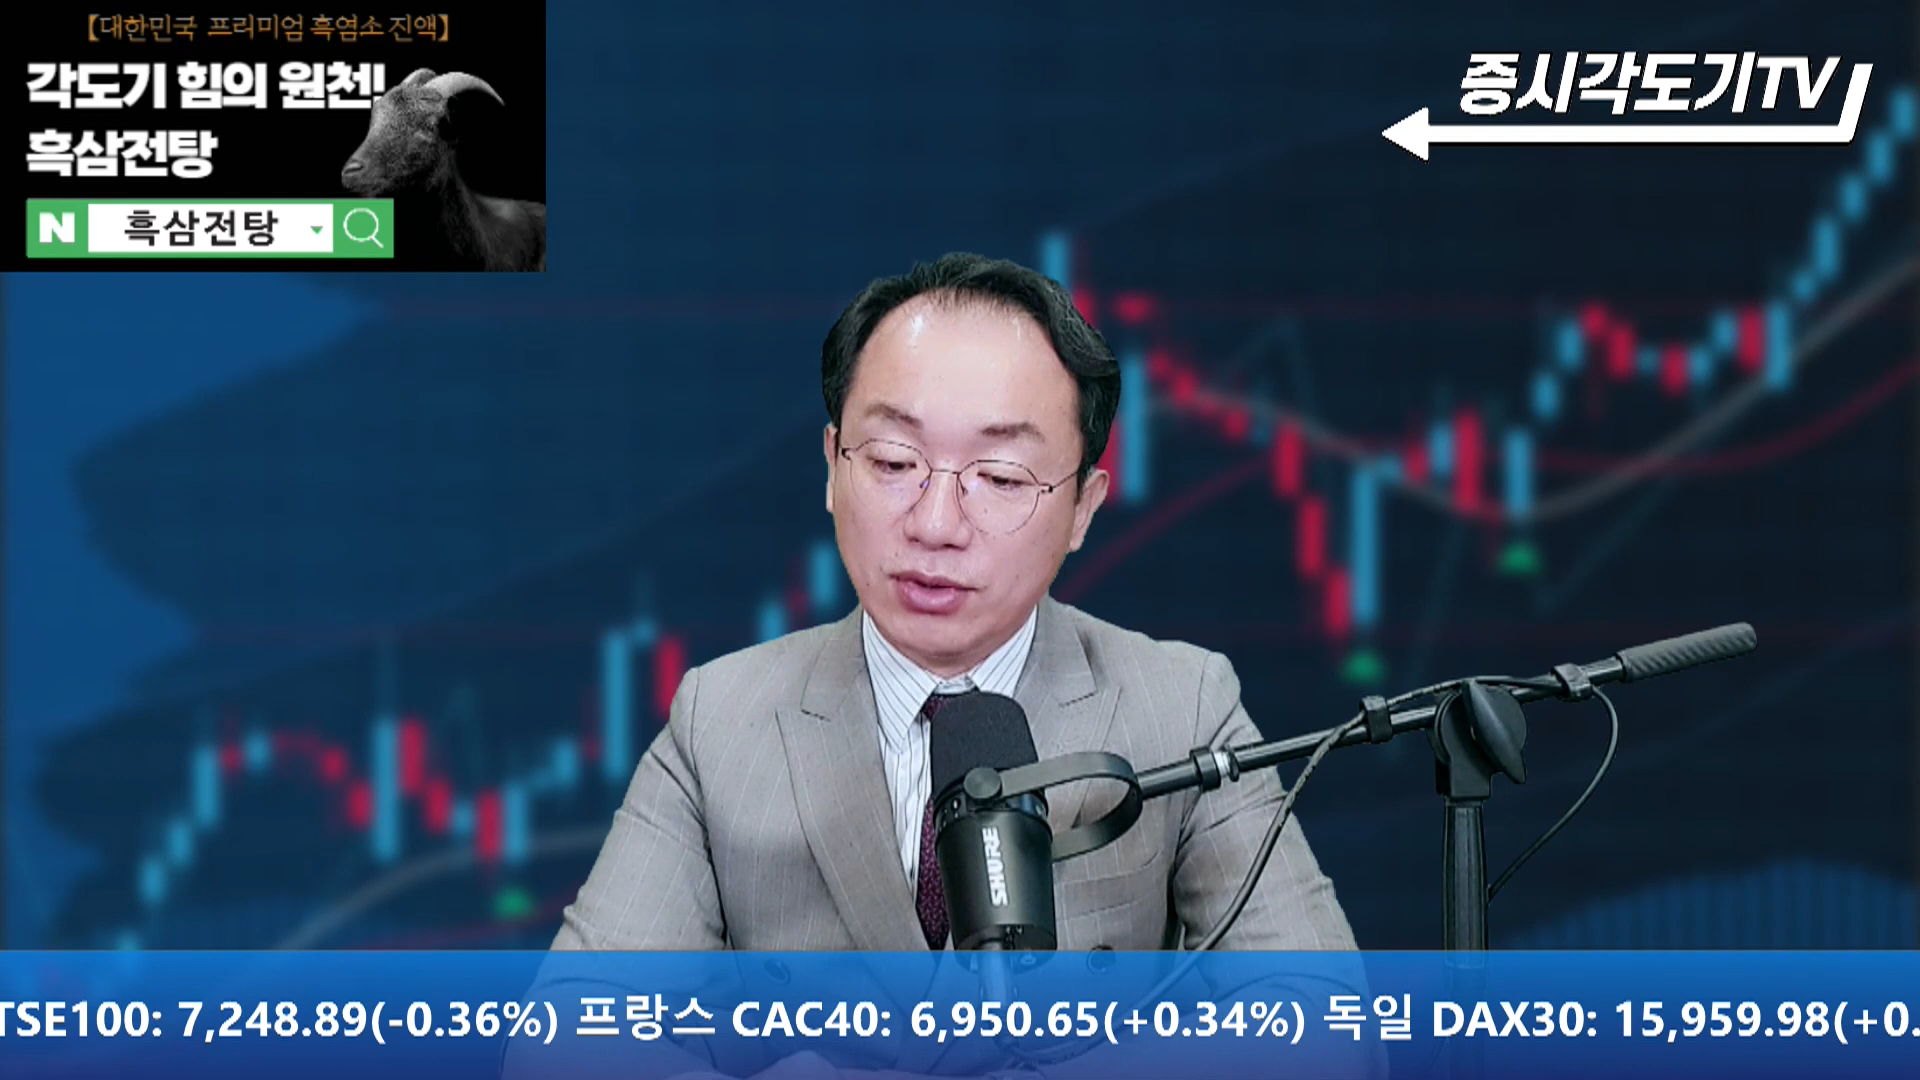 【대한민국 프리미엄 흑염소 진액】
각도기 힘의 원천!
흑삼전탕
N 흑삼전탕
증시각도기TV
SHURE
TSE100: 7,248.89(-0.36%) 프랑스 CAC40: 6,950.65(+0.34%) 독일 DAX30: 15,959.98(+0.